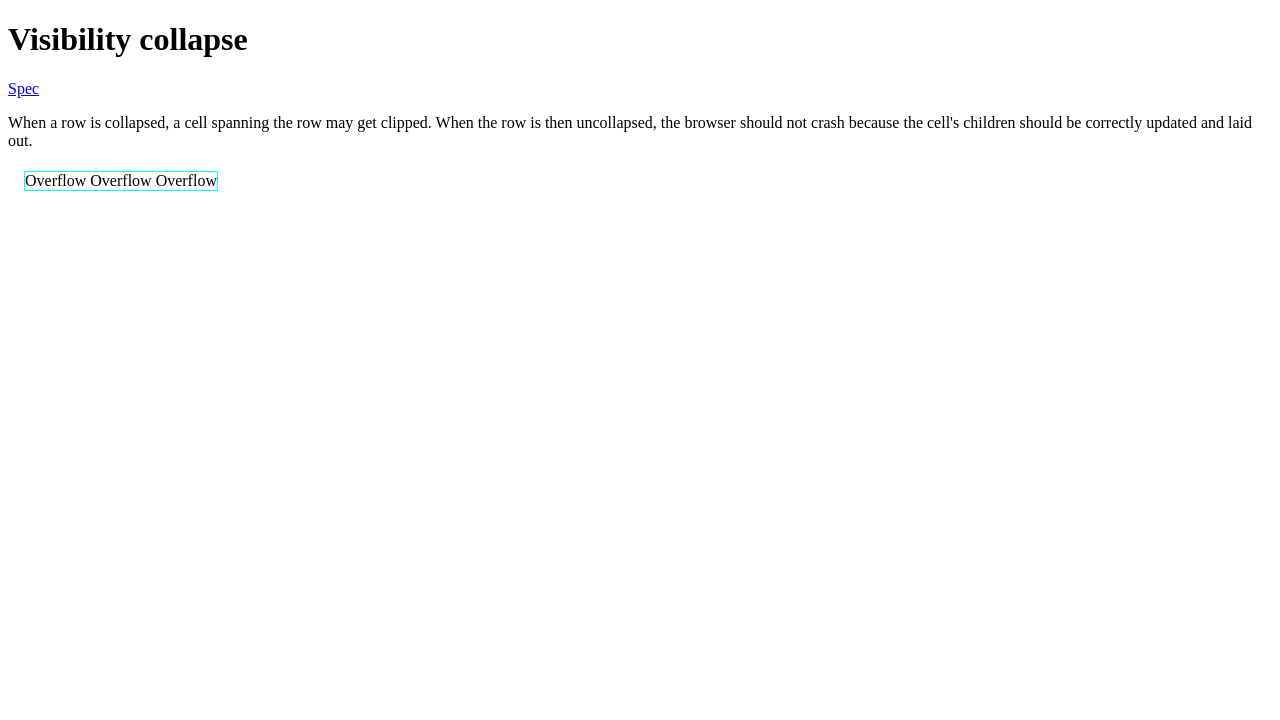 Visibility collapse
Spec
When a row is collapsed, a cell spanning the row may get clipped. When the row is then uncollapsed, the browser should not crash because the cell's children should be correctly updated and laid
out.
Overflow Overflow Overflow